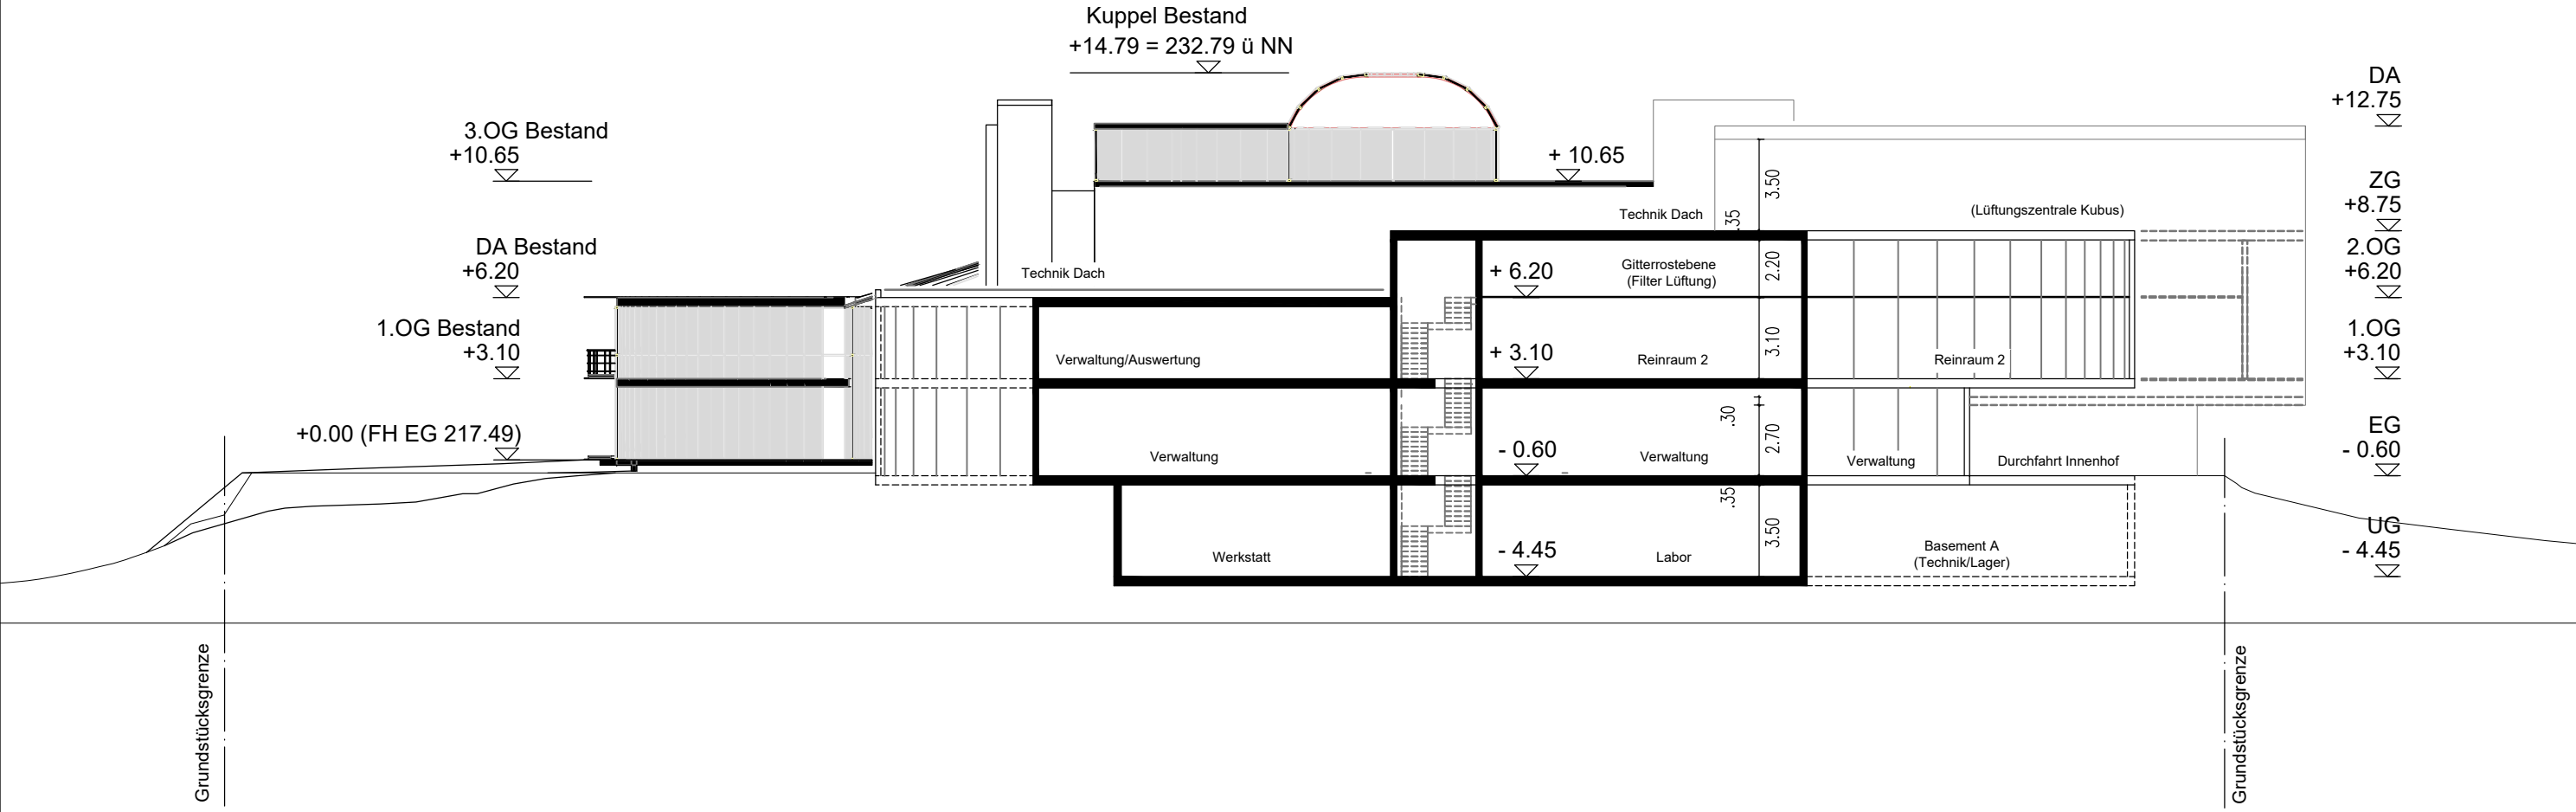 Kuppel Bestand
+14.79 = 232.79 ü NN
DA
+12.75
3.OG Bestand
+10.65
+ 10.65
3.50
ZG
+8.75
Technik Dach
.35
(Lüftungszentrale Kubus)
DA Bestand
+6.20
Technik Dach
+ 6.20
Gitterrostebene
(Filter Lüftung)
2.20
2.OG
+6.20
1.OG Bestand
+3.10
Verwaltung/Auswertung
+ 3.10
Reinraum 2
3.10
Reinraum 2
1.OG
+3.10
+0.00 (FH EG 217.49)
Verwaltung
- 0.60
Verwaltung
.30
2.70
Verwaltung
Durchfahrt Innenhof
EG
- 0.60
Werkstatt
- 4.45
Labor
.35
3.50
Basement A
(Technik/Lager)
UG
- 4.45
Grundstücksgrenze
Grundstücksgrenze